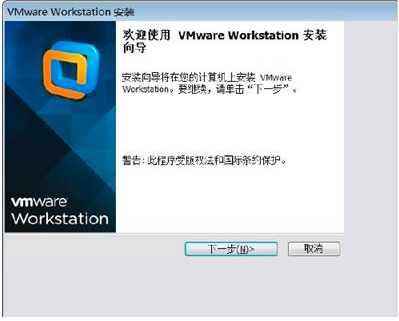 VMware Workstation 安装
欢迎使用 VMware Workstation 安装
向导
安装向导将在您的计算机上安装 VMware
Workstation。要继续，请单击“下一步”。
警告: 此程序受版权法和国际条约保护。
vmware
Workstation
下一步(N)>
取消